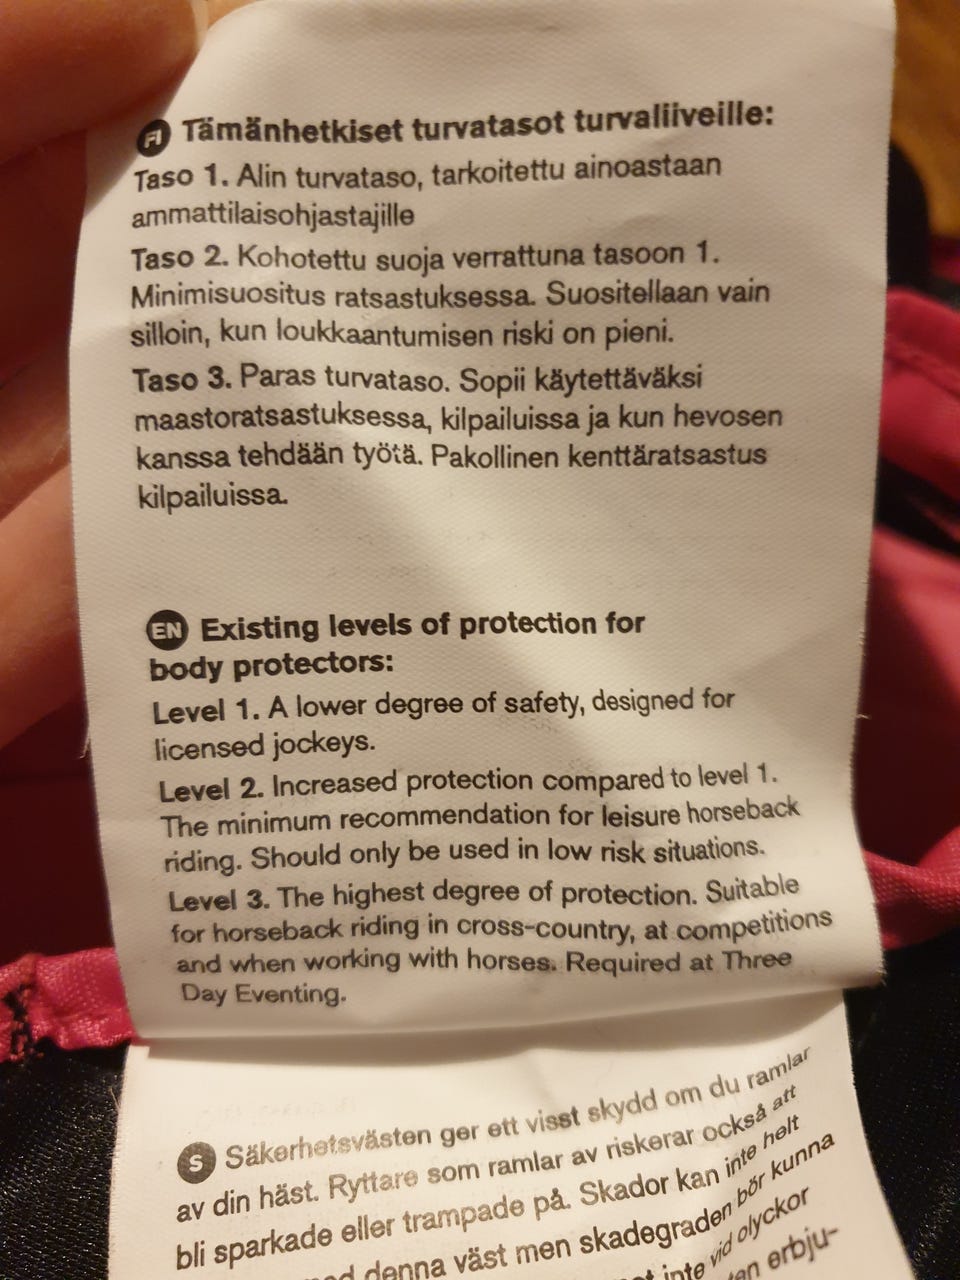 FI Tämänhetkiset turvatasot turvaliiveille:
Taso 1. Alin turvataso, tarkoitettu ainoastaan
ammattilaisohjastajille
Taso 2. Kohotettu suoja verrattuna tasoon 1.
Minimisuositus ratsastuksessa. Suositellaan vain
silloin, kun loukkaantumisen riski on pieni.
Taso 3. Paras turvataso. Sopii käytettäväksi
maastoratsastuksessa, kilpailuissa ja kun hevosen
kanssa tehdään työtä. Pakollinen kenttäratsastus
kilpailuissa.
EN Existing levels of protection for
body protectors:
Level 1. A lower degree of safety, designed for
licensed jockeys.
Level 2. Increased protection compared to level 1.
The minimum recommendation for leisure horseback
riding. Should only be used in low risk situations.
Level 3. The highest degree of protection. Suitable
for horseback riding in cross-country, at competitions
and when working with horses. Required at Three
Day Eventing.
S Säkerhetsvästen ger ett visst skydd om du ramlar
av din häst. Ryttare som ramlar av riskerar också att
bli sparkade eller trampade på. Skador kan inte helt
denna väst men skadegraden bör kunna
inte vid olyckor
erbju-